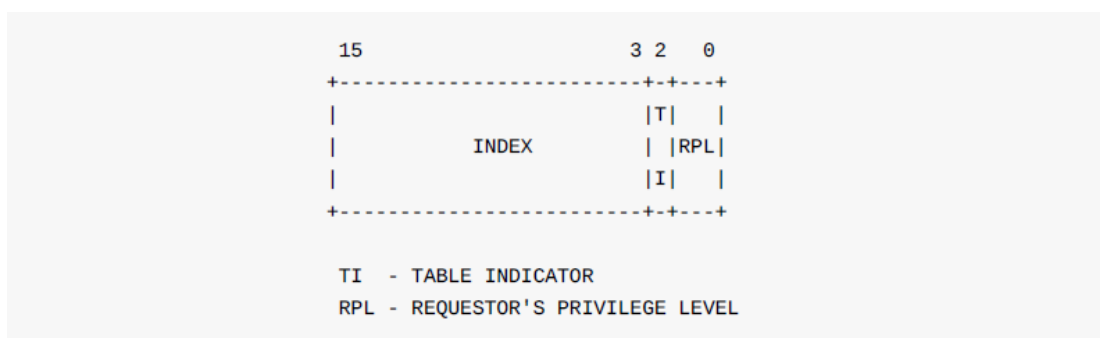 15                        3 2   0
+-------------------------+-+---+
|                         |T|   |
|           INDEX         | |RPL|
|                         |I|   |
+-------------------------+-+---+
TI  - TABLE INDICATOR
RPL - REQUESTOR'S PRIVILEGE LEVEL